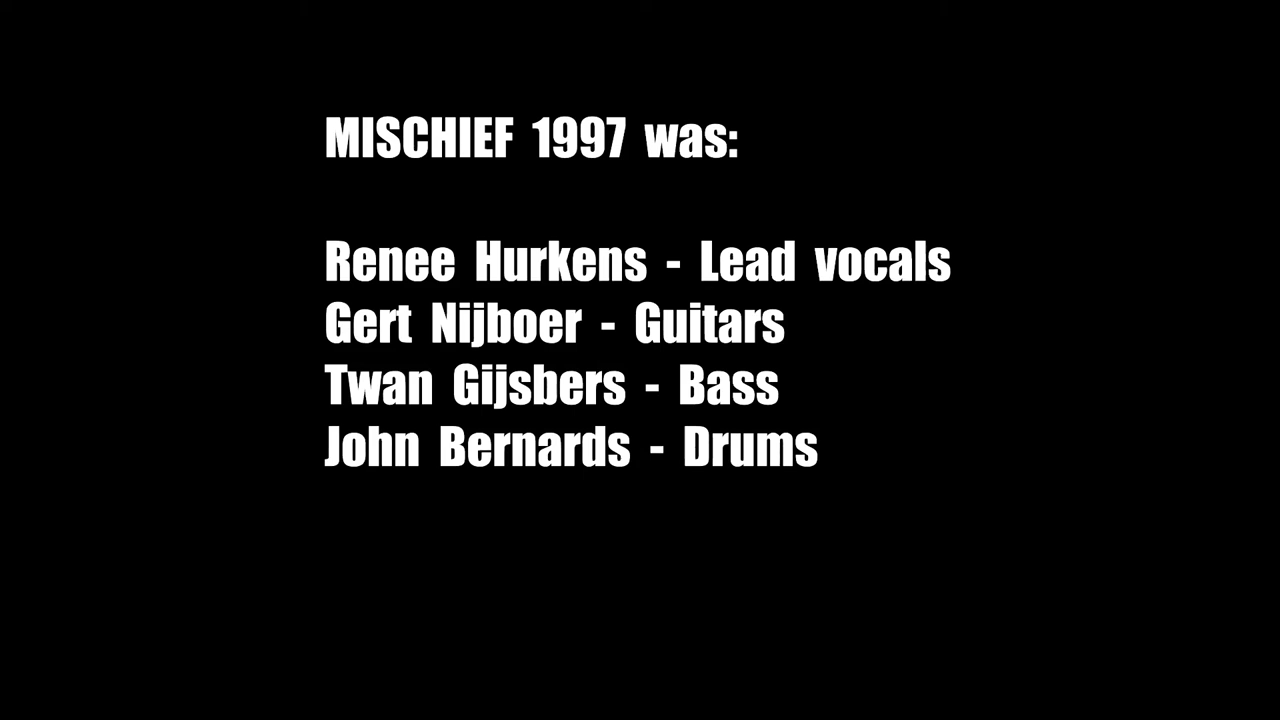 MISCHIEF 1997 was:
Renee Hurkens - Lead vocals
Gert Nijboer - Guitars
Twan Gijsbers - Bass
John Bernards - Drums